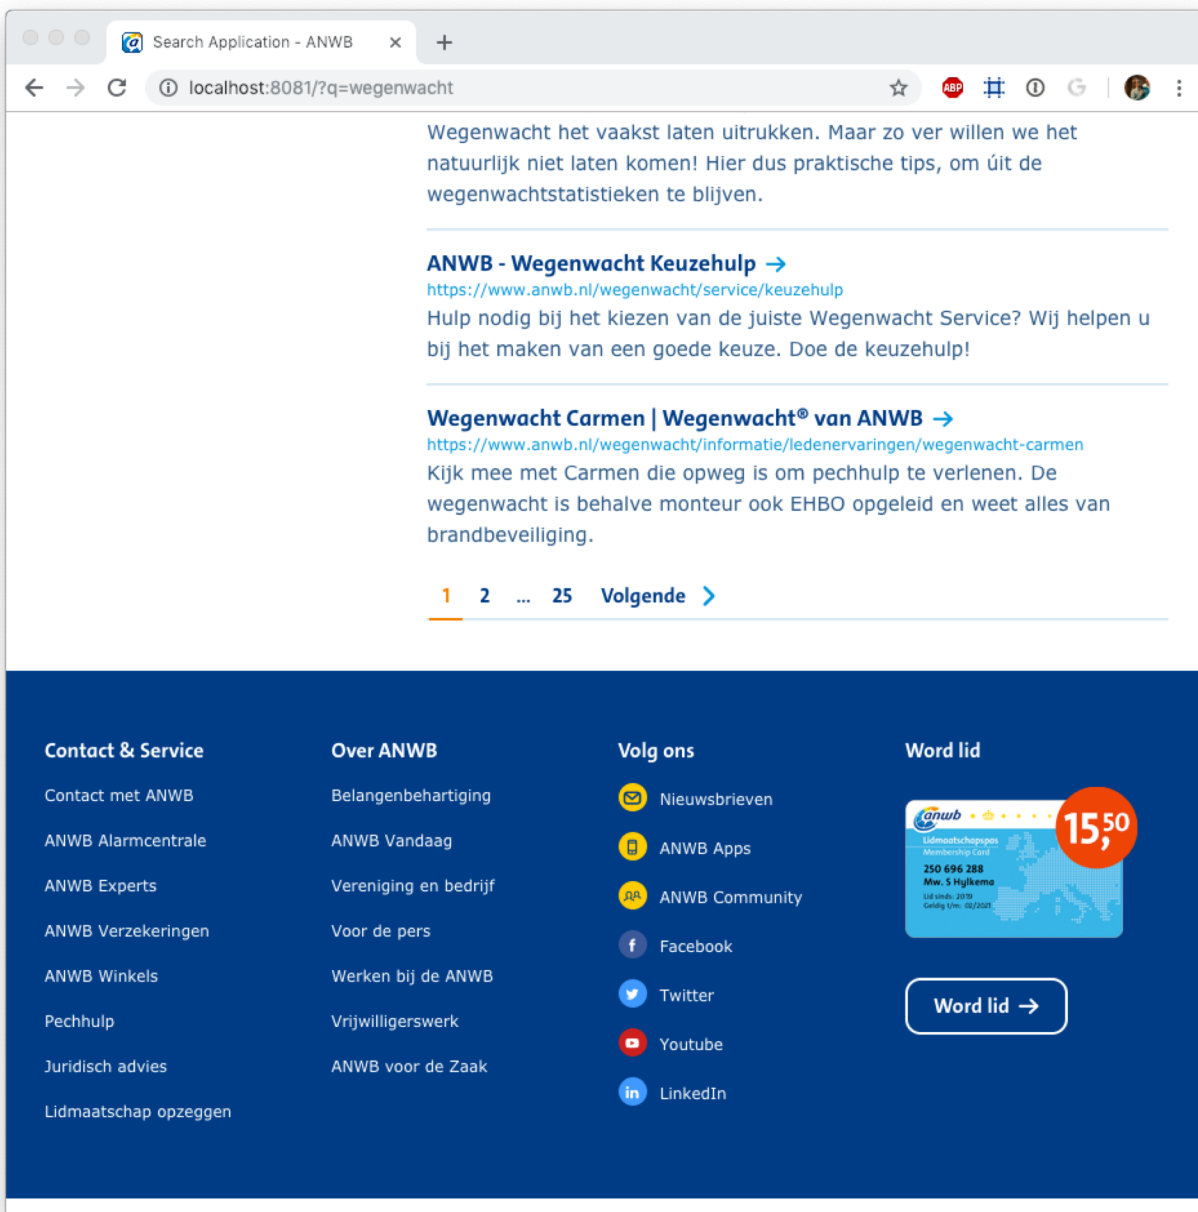 Search Application - ANWB
localhost:8081/?q=wegenwacht
ABP
Wegenwacht het vaakst laten uitrukken. Maar zo ver willen we het
natuurlijk niet laten komen! Hier dus praktische tips, om úit de
wegenwachtstatistieken te blijven.
ANWB - Wegenwacht Keuzehulp →
https://www.anwb.nl/wegenwacht/service/keuzehulp
Hulp nodig bij het kiezen van de juiste Wegenwacht Service? Wij helpen u
bij het maken van een goede keuze. Doe de keuzehulp!
Wegenwacht Carmen | Wegenwacht® van ANWB →
https://www.anwb.nl/wegenwacht/informatie/ledenervaringen/wegenwacht-carmen
Kijk mee met Carmen die opweg is om pechhulp te verlenen. De
wegenwacht is behalve monteur ook EHBO opgeleid en weet alles van
brandbeveiliging.
1 2 ... 25 Volgende
Contact & Service
Contact met ANWB
ANWB Alarmcentrale
ANWB Experts
ANWB Verzekeringen
ANWB Winkels
Pechhulp
Juridisch advies
Lidmaatschap opzeggen
Over ANWB
Belangenbehartiging
ANWB Vandaag
Vereniging en bedrijf
Voor de pers
Werken bij de ANWB
Vrijwilligerswerk
ANWB voor de Zaak
Volg ons
Nieuwsbrieven
ANWB Apps
ANWB Community
Facebook
Twitter
Youtube
LinkedIn
Word lid
anwb
15,50
Lidmaatschapspas
Membership Card
250 696 288
Mw. S Hylkema
Lid sinds: 2019
Geldig t/m: 02/2021
Word lid →